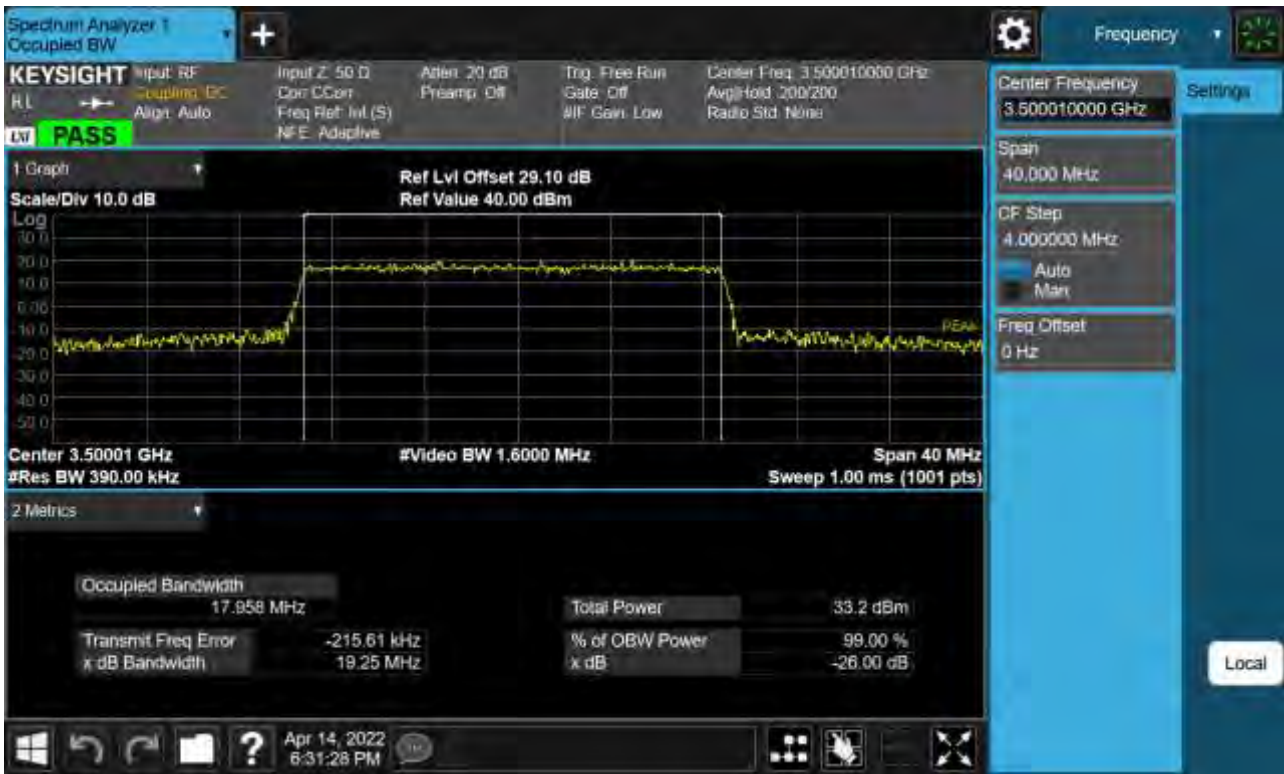 Spectrum Analyzer 1
Occupied BW
Frequency
KEYSIGHT
R L
LXI
PASS
Input: RF
Coupling: DC
Align: Auto
Input Z: 50 Ω
Corr CCorr
Freq Ref: Int (S)
NFE: Adaptive
Atten: 20 dB
Preamp: Off
Trig: Free Run
Gate: Off
#IF Gain: Low
Center Freq: 3.500010000 GHz
Avg|Hold: 200/200
Radio Std: None
1 Graph
Scale/Div 10.0 dB
Ref Lvl Offset 29.10 dB
Ref Value 40.00 dBm
Log
30.0
20.0
10.0
0.00
-10.0
-20.0
-30.0
-40.0
-50.0
PEAK
Center 3.50001 GHz
#Res BW 390.00 kHz
#Video BW 1.6000 MHz
Span 40 MHz
Sweep 1.00 ms (1001 pts)
2 Metrics
Occupied Bandwidth
17.958 MHz
Transmit Freq Error -215.61 kHz
x dB Bandwidth 19.25 MHz
Total Power 33.2 dBm
% of OBW Power 99.00 %
x dB -26.00 dB
Center Frequency
3.500010000 GHz
Span
40.000 MHz
CF Step
4.000000 MHz
Auto
Man
Freq Offset
0 Hz
Settings
Local
?
Apr 14, 2022
6:31:28 PM